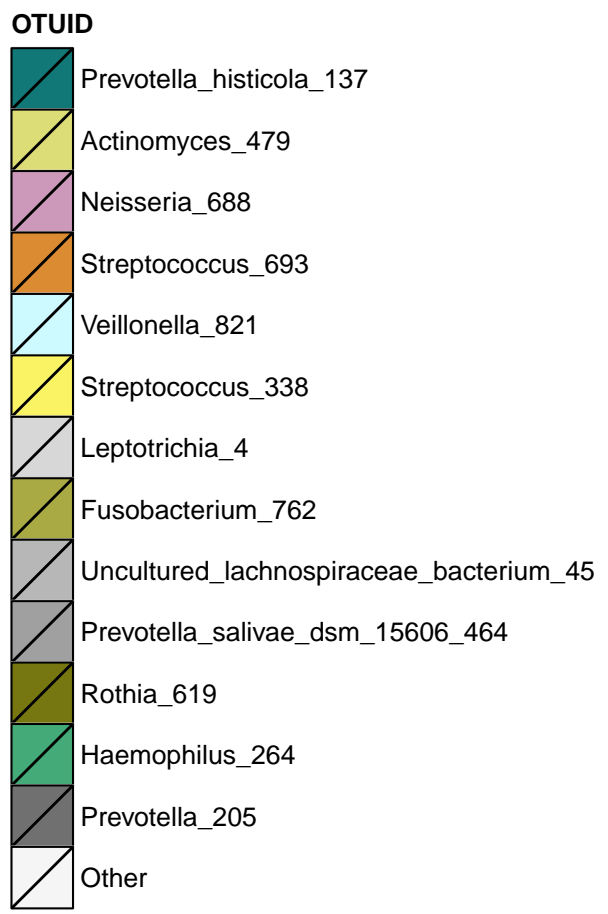 OTUID
Prevotella_histicola_137
Actinomyces_479
Neisseria_688
Streptococcus_693
Veillonella_821
Streptococcus_338
Leptotrichia_4
Fusobacterium_762
Uncultured_lachnospiraceae_bacterium_45
Prevotella_salivae_dsm_15606_464
Rothia_619
Haemophilus_264
Prevotella_205
Other